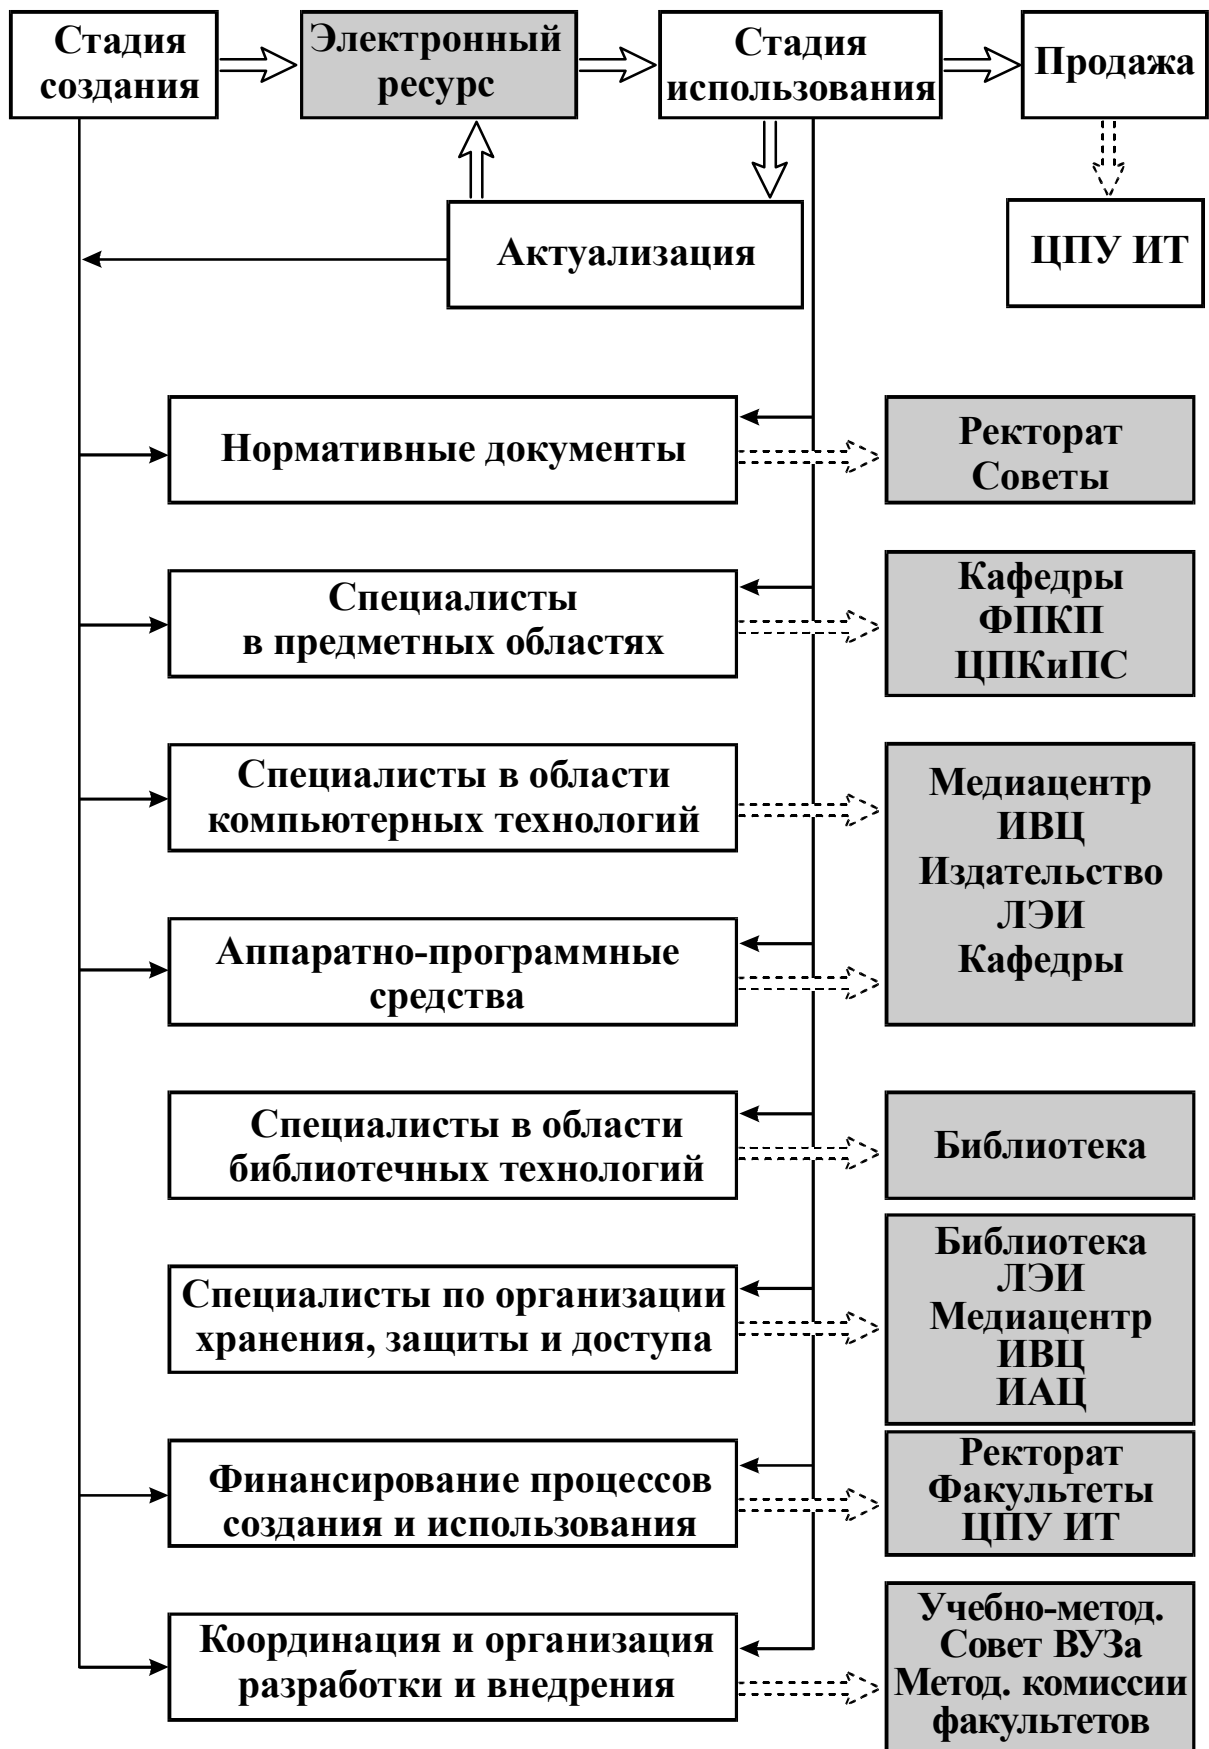 Стадия
создания
Электронный
ресурс
Стадия
использования
Продажа
Актуализация
ЦПУ ИТ
Нормативные документы
Ректорат
Советы
Специалисты
в предметных областях
Кафедры
ФПКП
ЦПКиПС
Специалисты в области
компьютерных технологий
Медиацентр
ИВЦ
Издательство
ЛЭИ
Кафедры
Аппаратно-программные
средства
Специалисты в области
библиотечных технологий
Библиотека
Специалисты по организации
хранения, защиты и доступа
Библиотека
ЛЭИ
Медиацентр
ИВЦ
ИАЦ
Финансирование процессов
создания и использования
Ректорат
Факультеты
ЦПУ ИТ
Координация и организация
разработки и внедрения
Учебно-метод.
Совет ВУЗа
Метод. комиссии
факультетов